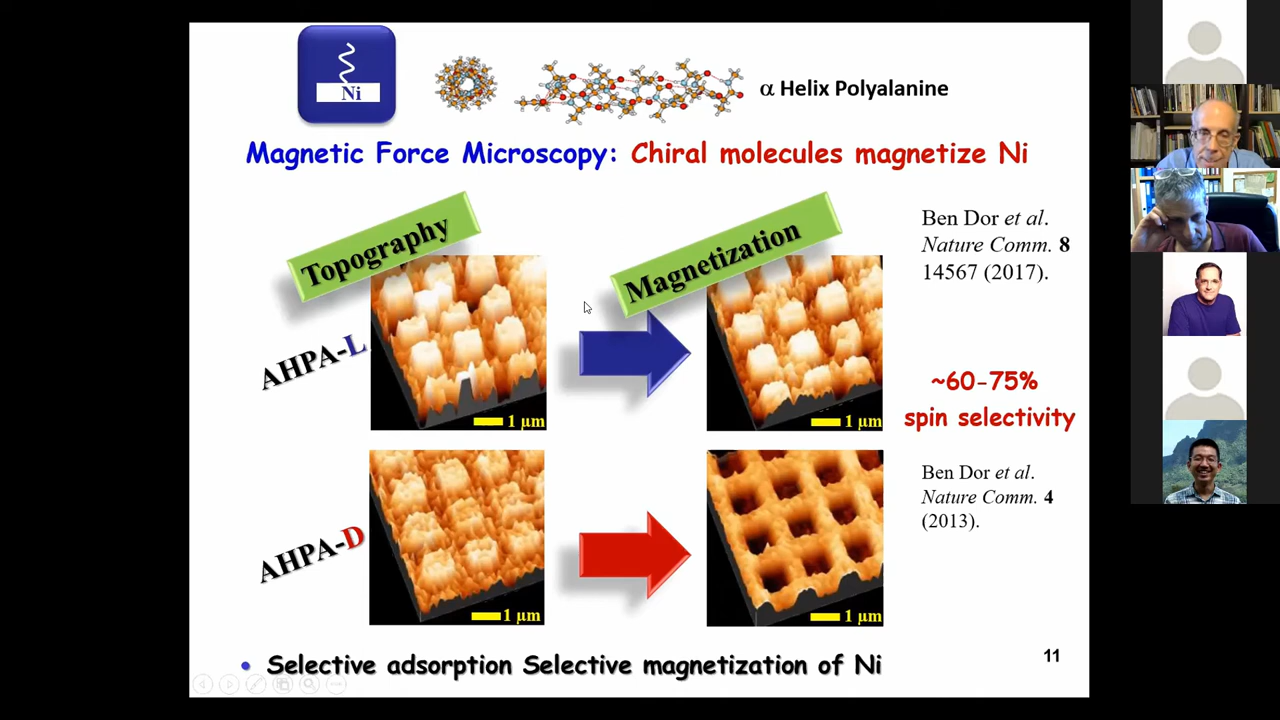 Ni
α Helix Polyalanine
Magnetic Force Microscopy: Chiral molecules magnetize Ni
Topography
Magnetization
Ben Dor et al.
Nature Comm. 8
14567 (2017).
AHPA-L
1 μm
1 μm
~60-75%
spin selectivity
AHPA-D
1 μm
1 μm
Ben Dor et al.
Nature Comm. 4
(2013).
• Selective adsorption Selective magnetization of Ni
11